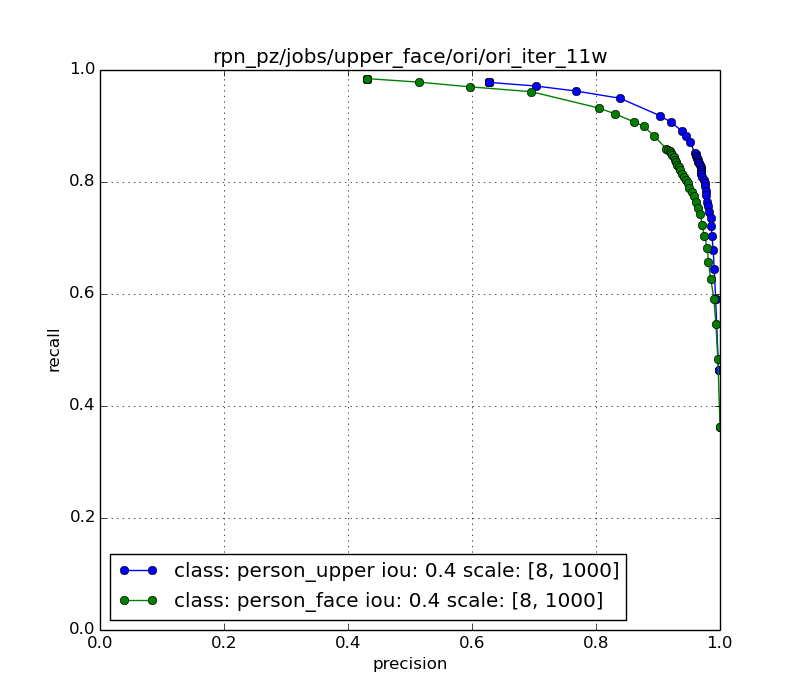 rpn_pz/jobs/upper_face/ori/ori_iter_11w
1.0
0.8
0.6
0.4
0.2
0.0
recall
class: person_upper iou: 0.4 scale: [8, 1000]
class: person_face iou: 0.4 scale: [8, 1000]
0.0 0.2 0.4 0.6 0.8 1.0
precision